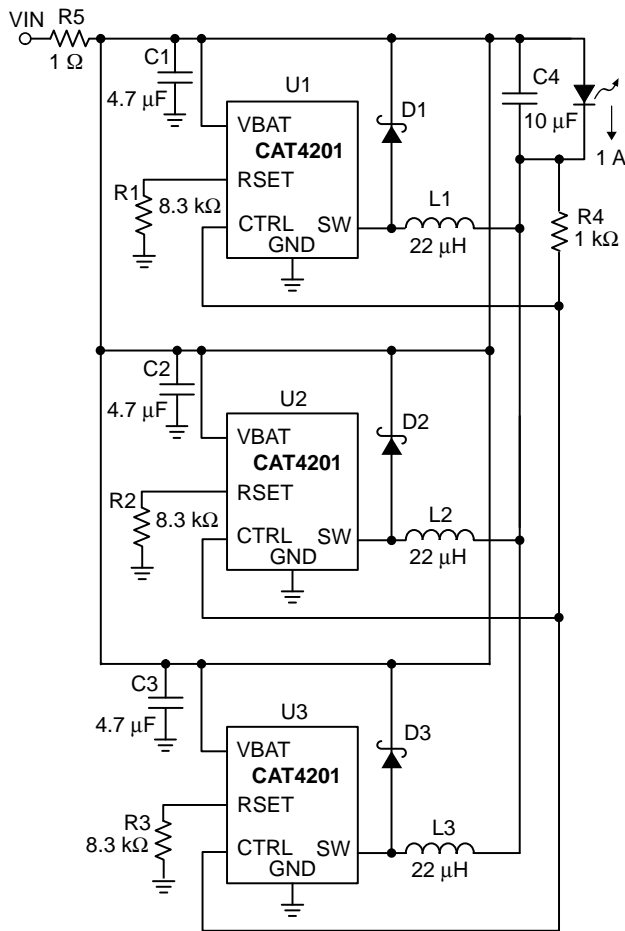 VIN
R5
1 Ω
C1
4.7 μF
U1
VBAT
CAT4201
RSET
CTRL
SW
GND
R1
8.3 kΩ
D1
L1
22 μH
C4
10 μF
1 A
R4
1 kΩ
C2
4.7 μF
U2
VBAT
CAT4201
RSET
CTRL
SW
GND
R2
8.3 kΩ
D2
L2
22 μH
C3
4.7 μF
U3
VBAT
CAT4201
RSET
CTRL
SW
GND
R3
8.3 kΩ
D3
L3
22 μH